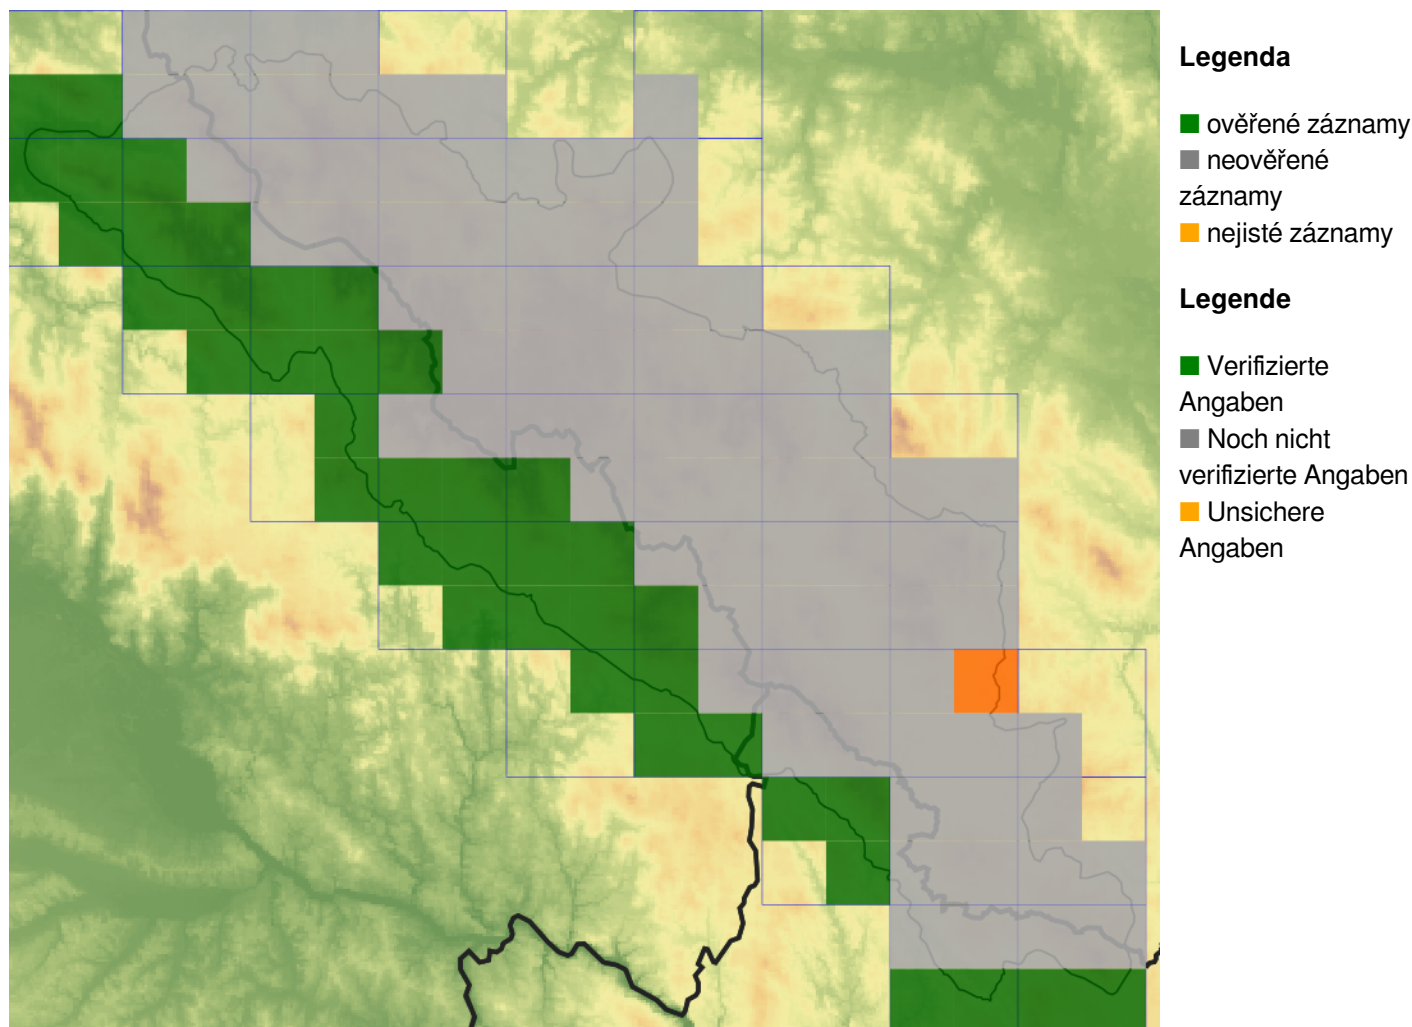 Legenda
ověřené záznamy
neověřené
záznamy
nejisté záznamy
Legende
Verifizierte
Angaben
Noch nicht
verifizierte Angaben
Unsichere
Angaben